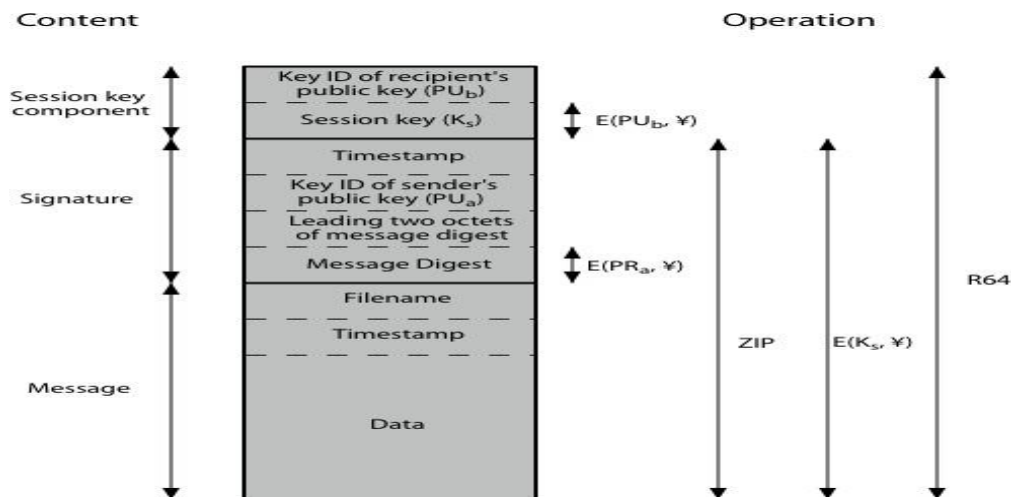 Content
Operation
Session key
component
Key ID of recipient's
public key (PUb)
Session key (Ks)
E(PUb, ¥)
Signature
Timestamp
Key ID of sender's
public key (PUa)
Leading two octets
of message digest
Message Digest
E(PRa, ¥)
Message
Filename
Timestamp
Data
ZIP
E(Ks, ¥)
R64